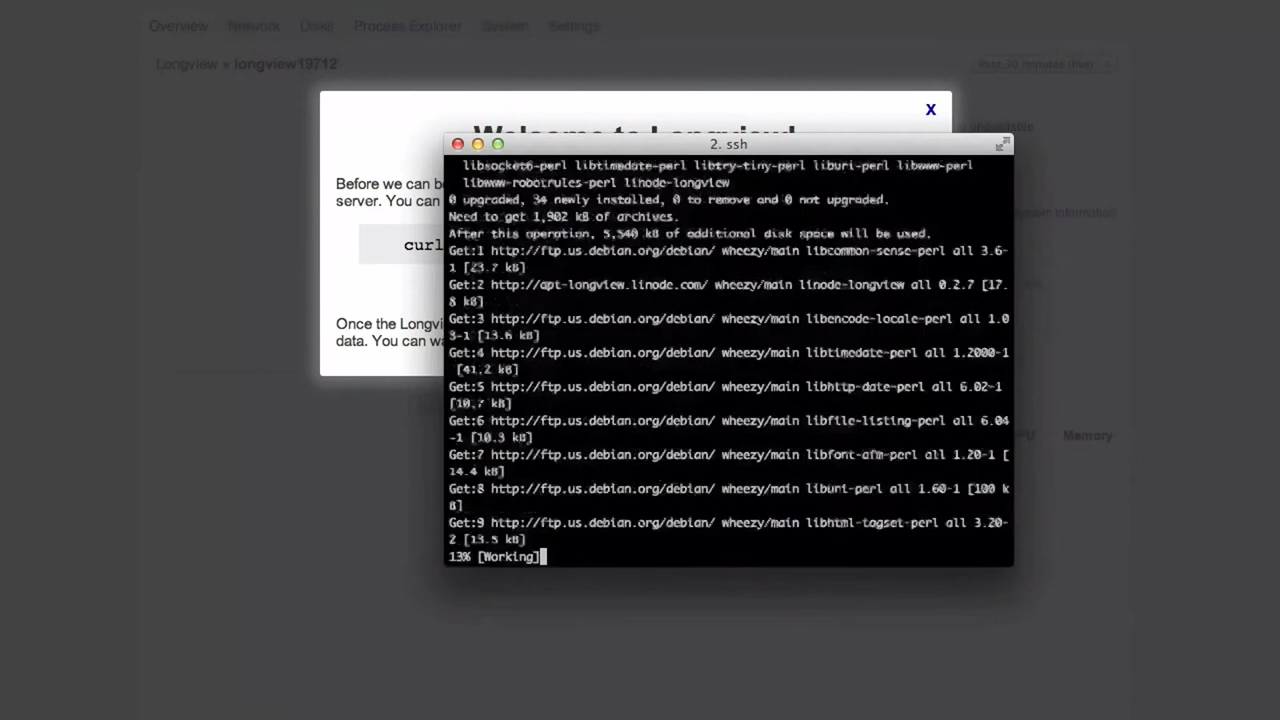 Overview Network Disks Process Explorer System Settings
Longview » longview19712
Past 30 minutes (live)
X
Welcome to Longview!
Before we can be
server. You can
curl
Once the Longvie
data. You can wa
unavailable
System Information
Memory
2. ssh
libsocket6-perl libtimedate-perl libtry-tiny-perl liburi-perl libwww-perl
libwww-robotrules-perl linode-longview
0 upgraded, 34 newly installed, 0 to remove and 0 not upgraded.
Need to get 1,902 kB of archives.
After this operation, 5,540 kB of additional disk space will be used.
Get:1 http://ftp.us.debian.org/debian/ wheezy/main libcommon-sense-perl all 3.6-
1 [23.7 kB]
Get:2 http://apt-longview.linode.com/ wheezy/main linode-longview all 0.2.7 [17.
8 kB]
Get:3 http://ftp.us.debian.org/debian/ wheezy/main libencode-locale-perl all 1.0
3-1 [13.6 kB]
Get:4 http://ftp.us.debian.org/debian/ wheezy/main libtimedate-perl all 1.2000-1
[41.2 kB]
Get:5 http://ftp.us.debian.org/debian/ wheezy/main libhttp-date-perl all 6.02-1
[10.7 kB]
Get:6 http://ftp.us.debian.org/debian/ wheezy/main libfile-listing-perl all 6.04
-1 [10.3 kB]
Get:7 http://ftp.us.debian.org/debian/ wheezy/main libfont-afm-perl all 1.20-1 [
14.4 kB]
Get:8 http://ftp.us.debian.org/debian/ wheezy/main liburi-perl all 1.60-1 [100 k
B]
Get:9 http://ftp.us.debian.org/debian/ wheezy/main libhtml-tagset-perl all 3.20-
2 [13.5 kB]
13% [Working]